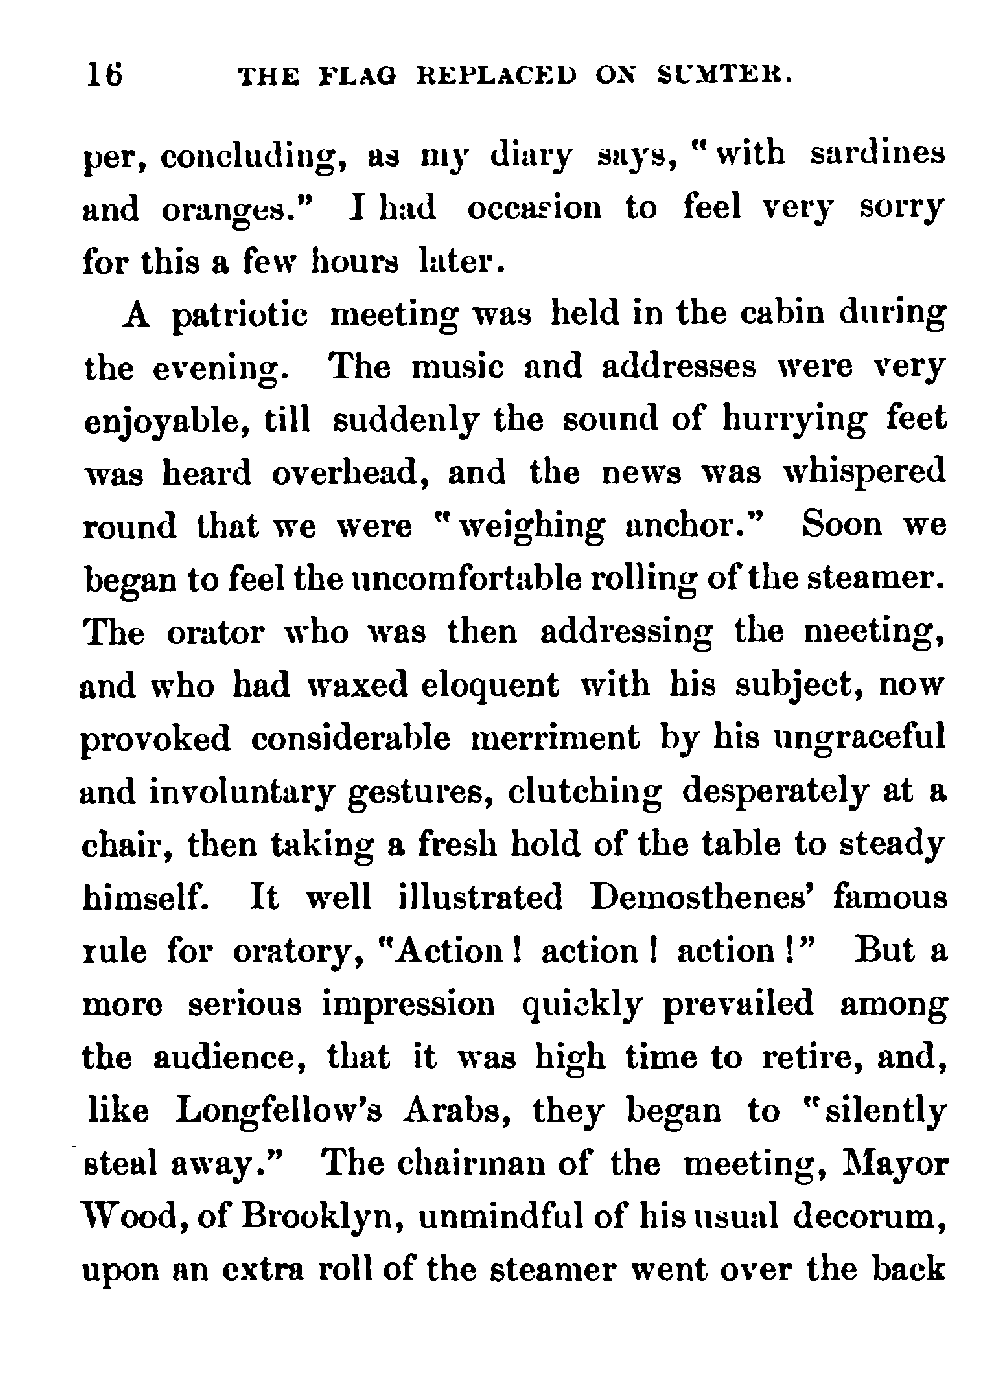 16 THE FLAG REPLACED ON SUMTER.
per, concluding, as my diary says, "with sardines
and oranges." I had occasion to feel very sorry
for this a few hours later.
A patriotic meeting was held in the cabin during
the evening. The music and addresses were very
enjoyable, till suddenly the sound of hurrying feet
was heard overhead, and the news was whispered
round that we were "weighing anchor." Soon we
began to feel the uncomfortable rolling of the steamer.
The orator who was then addressing the meeting,
and who had waxed eloquent with his subject, now
provoked considerable merriment by his ungraceful
and involuntary gestures, clutching desperately at a
chair, then taking a fresh hold of the table to steady
himself. It well illustrated Demosthenes' famous
rule for oratory, "Action! action! action!" But a
more serious impression quickly prevailed among
the audience, that it was high time to retire, and,
like Longfellow's Arabs, they began to "silently
steal away." The chairman of the meeting, Mayor
Wood, of Brooklyn, unmindful of his usual decorum,
upon an extra roll of the steamer went over the back